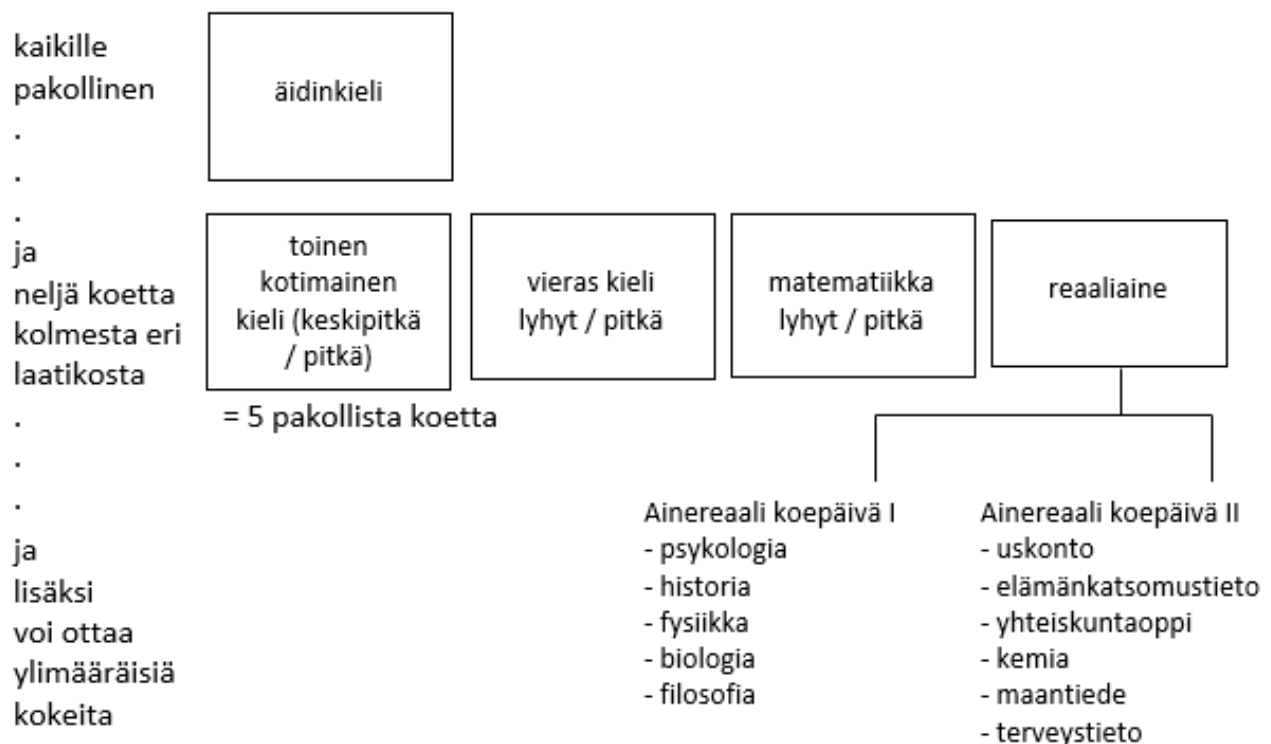 kaikille
pakollinen
.
.
.
äidinkieli
ja
neljä koetta
kolmesta eri
laatikosta
toinen
kotimainen
kieli (keskipitkä
/ pitkä)
vieras kieli
lyhyt / pitkä
matematiikka
lyhyt / pitkä
reaaliaine
= 5 pakollista koetta
.
.
.
ja
lisäksi
voi ottaa
ylimääräisiä
kokeita
Ainereaali koepäivä I
- psykologia
- historia
- fysiikka
- biologia
- filosofia
Ainereaali koepäivä II
- uskonto
- elämänkatsomustieto
- yhteiskuntaoppi
- kemia
- maantiede
- terveystieto